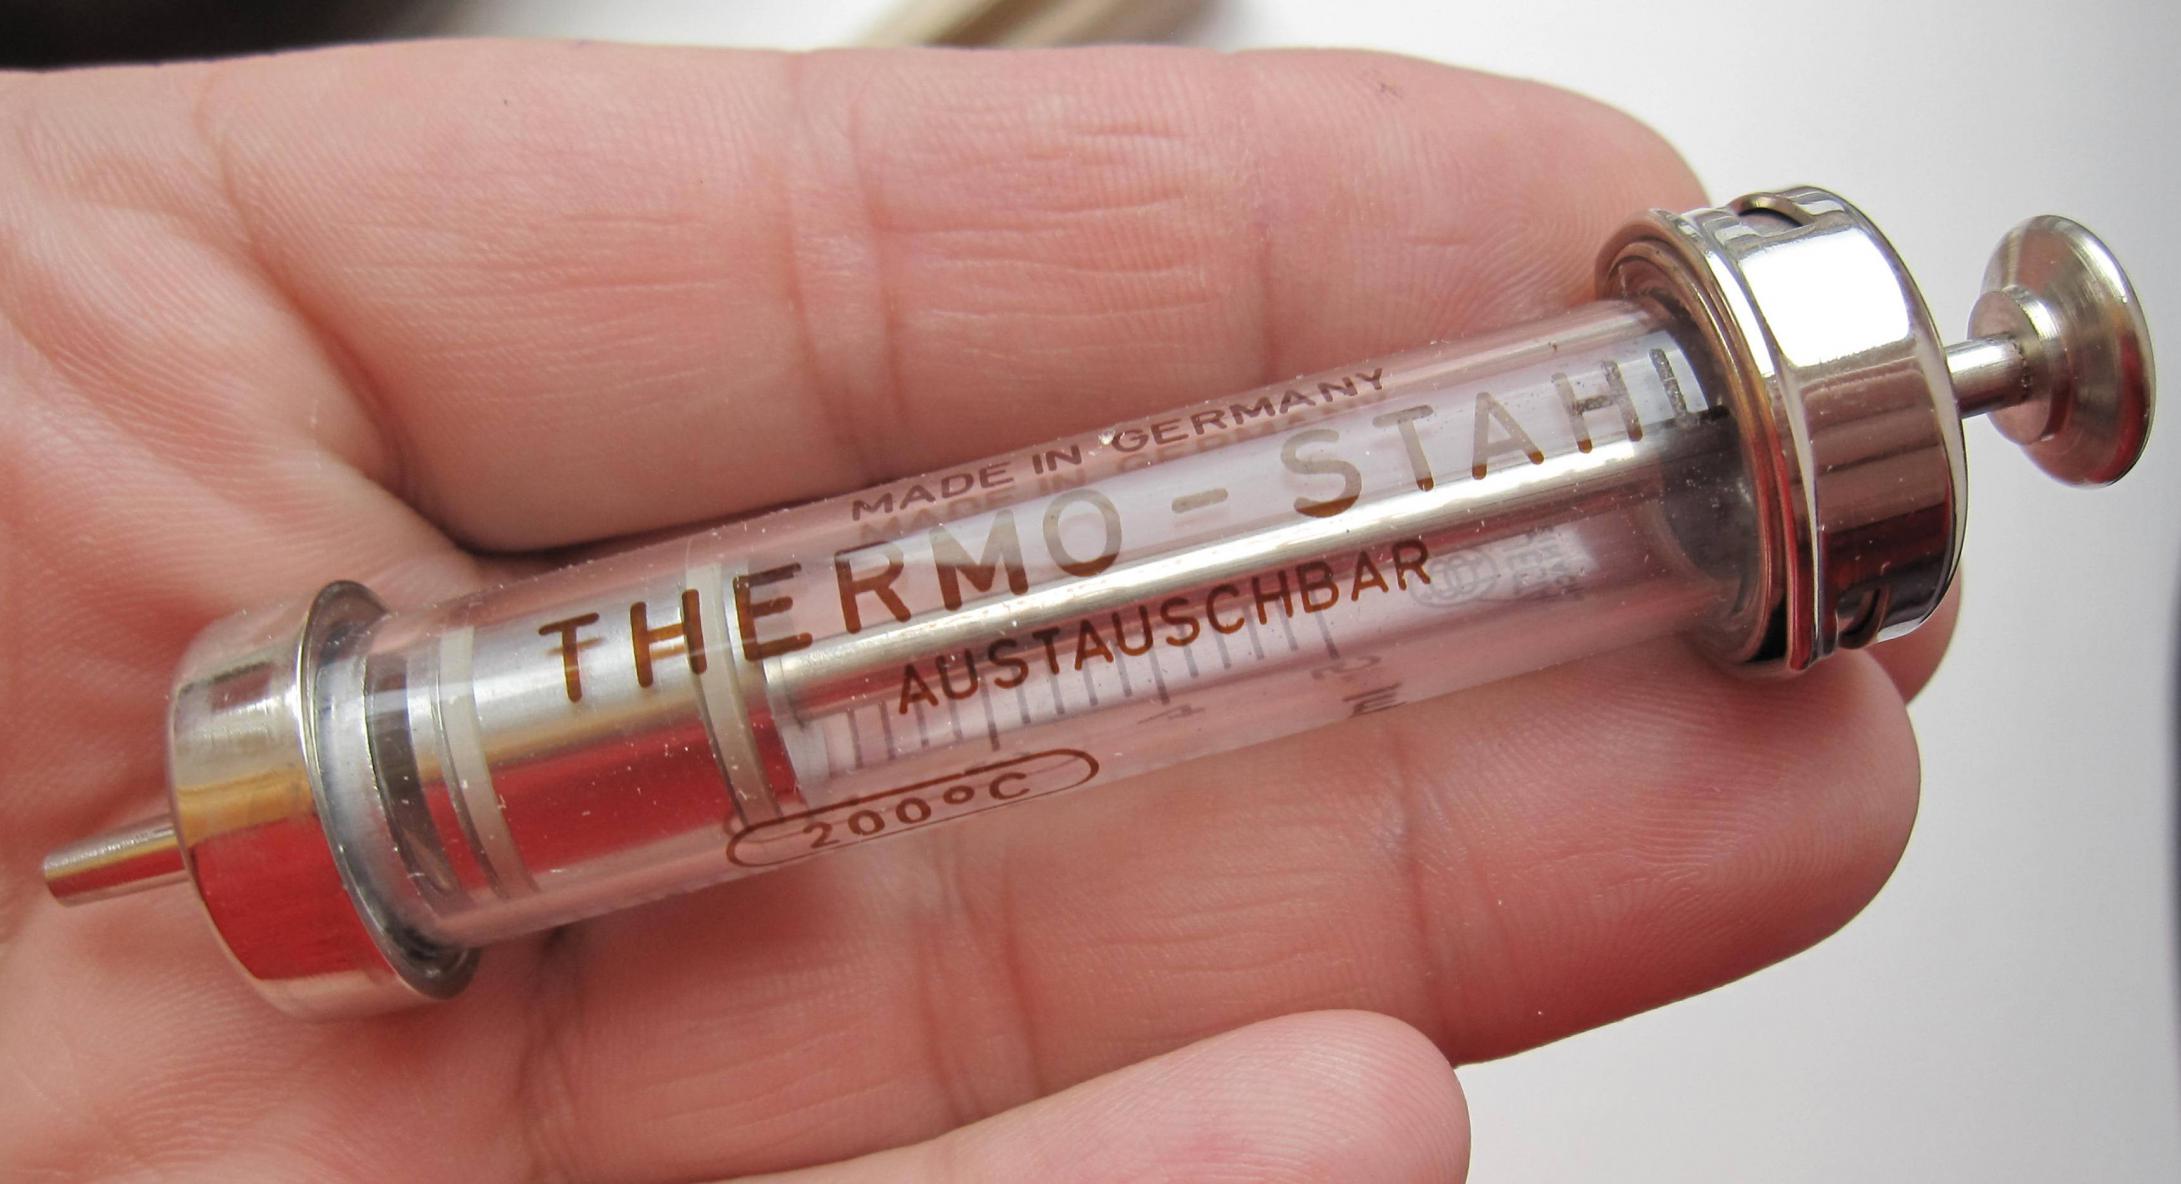 MADE IN GERMANY
THERMO - STAHL
AUSTAUSCHBAR
200°C